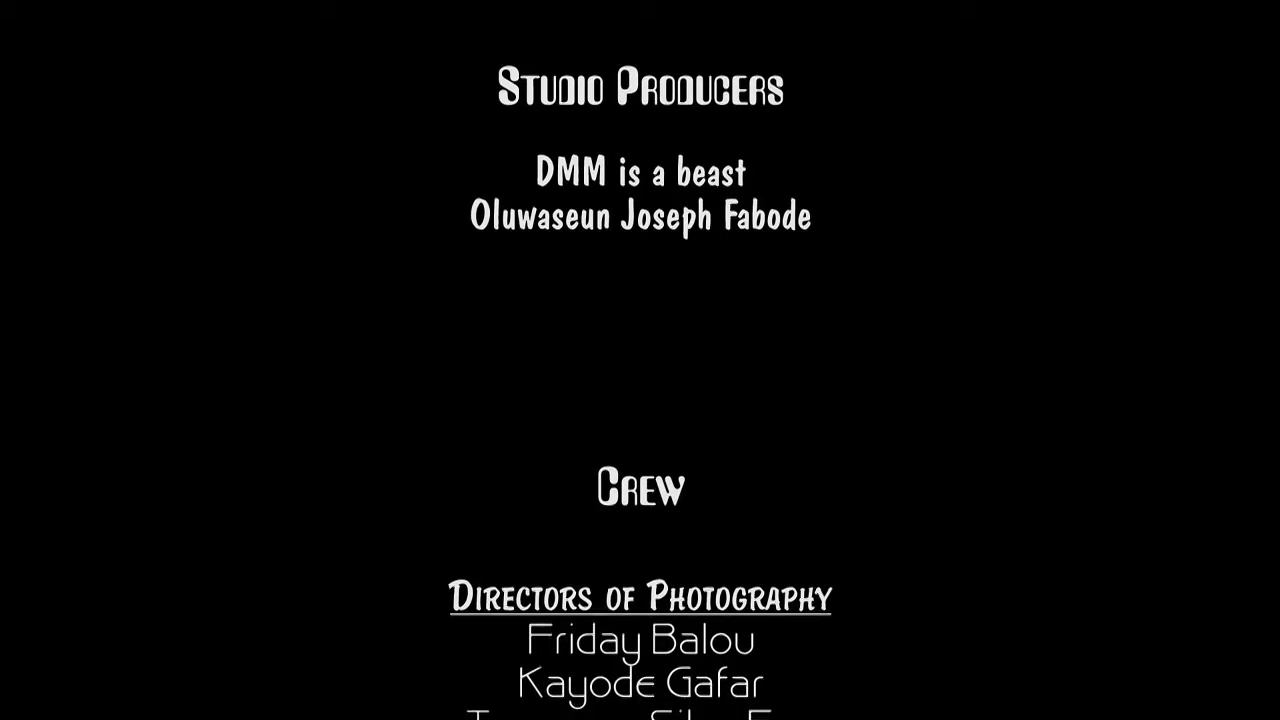 STUDIO PRODUCERS
DMM is a beast
Oluwaseun Joseph Fabode
CREW
DIRECTORS OF PHOTOGRAPHY
Friday Balou
Kayode Gafar